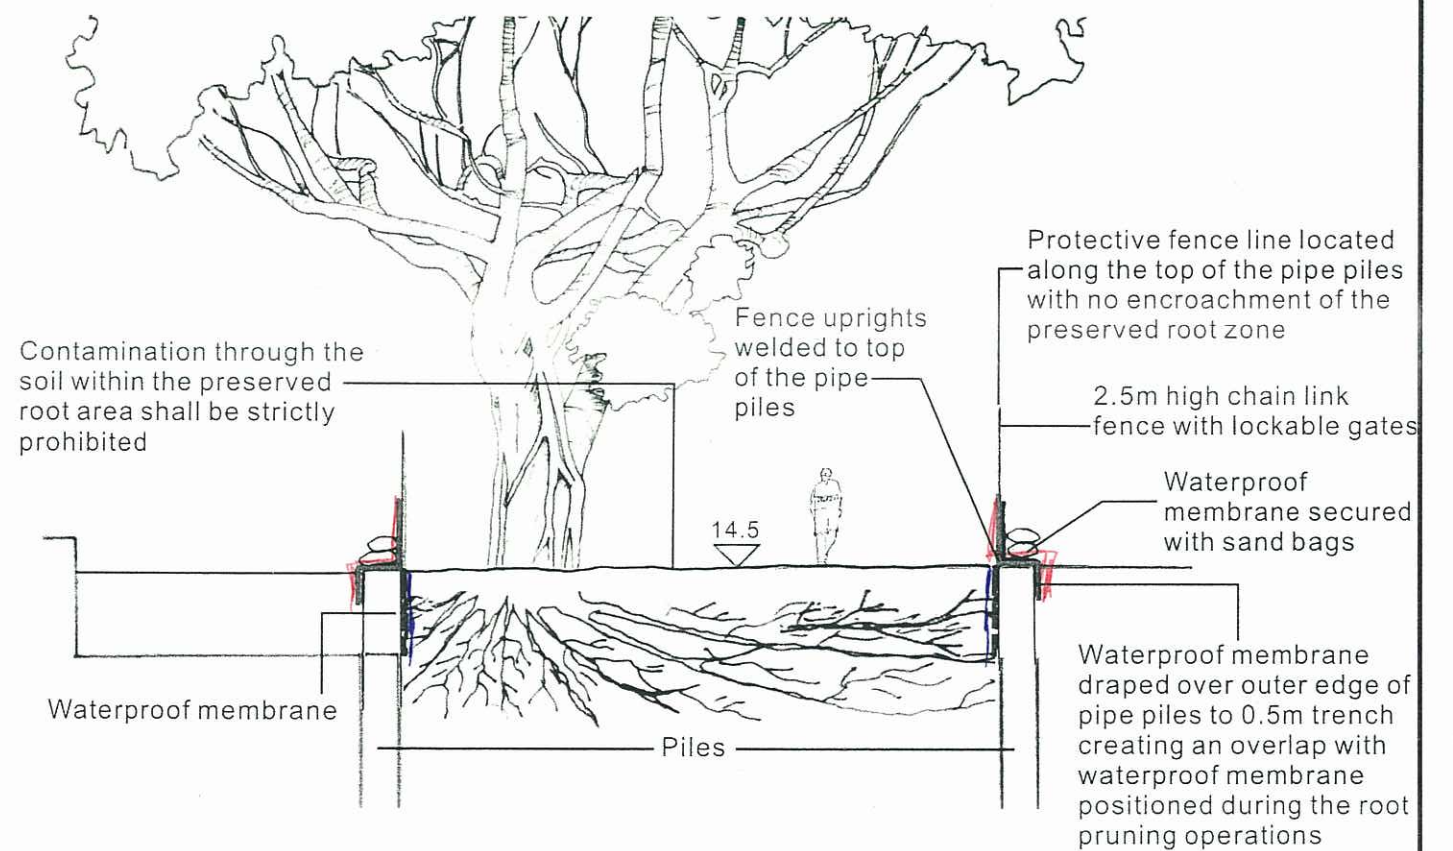 Protective fence line located
along the top of the pipe piles
with no encroachment of the
preserved root zone
Fence uprights
welded to top
of the pipe
piles
Contamination through the
soil within the preserved
root area shall be strictly
prohibited
2.5m high chain link
fence with lockable gates
Waterproof
membrane secured
with sand bags
14.5
Waterproof membrane
draped over outer edge of
pipe piles to 0.5m trench
creating an overlap with
waterproof membrane
positioned during the root
pruning operations
Waterproof membrane
Piles